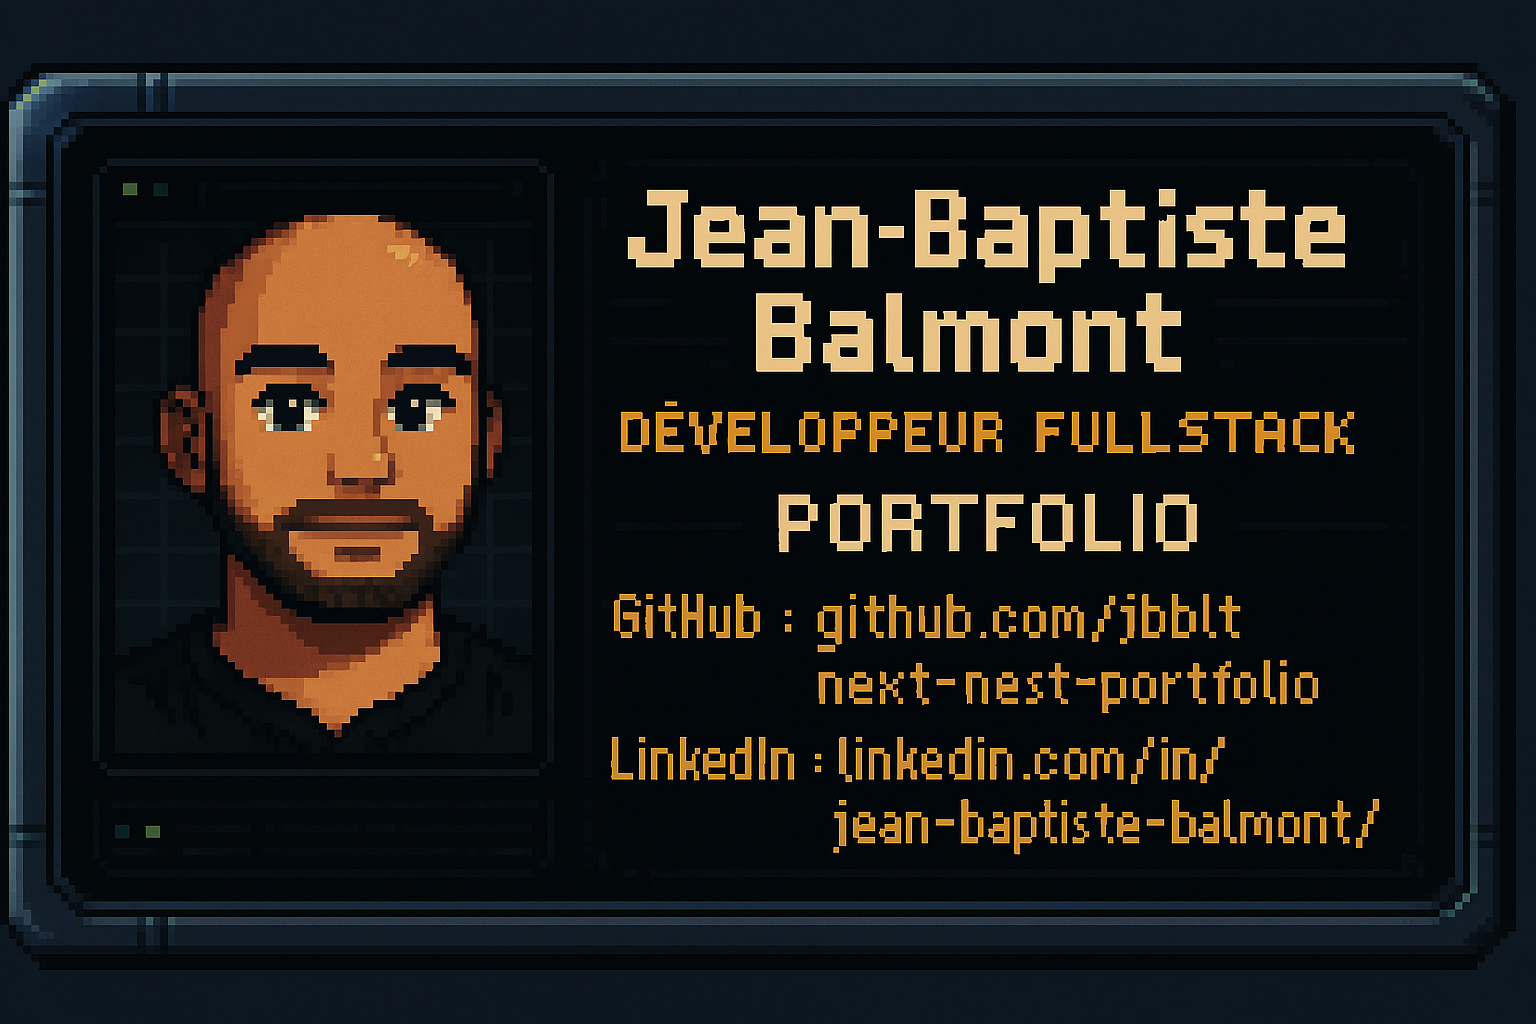 Jean-Baptiste
Balmont
DÉVELOPPEUR FULLSTACK
PORTFOLIO
GitHub : github.com/jbblt
next-nest-portfolio
LinkedIn : linkedin.com/in/
jean-baptiste-balmont/